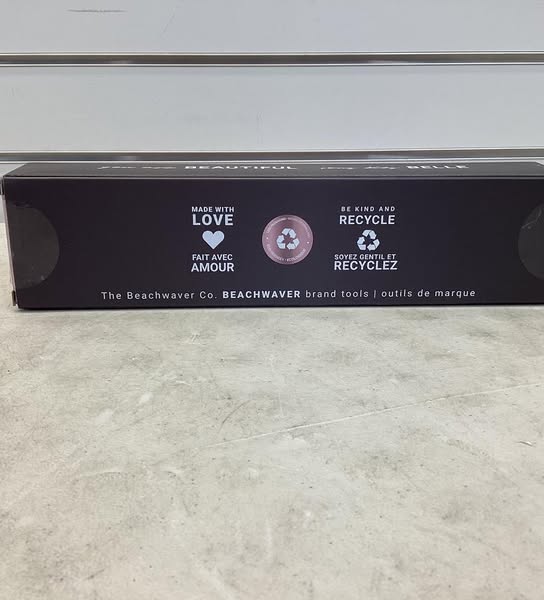 BEAUTIFUL BELLE
MADE WITH
LOVE
FAIT AVEC
AMOUR
BE KIND AND
RECYCLE
SOYEZ GENTIL ET
RECYCLEZ
The Beachwaver Co. BEACHWAVER brand tools | outils de marque